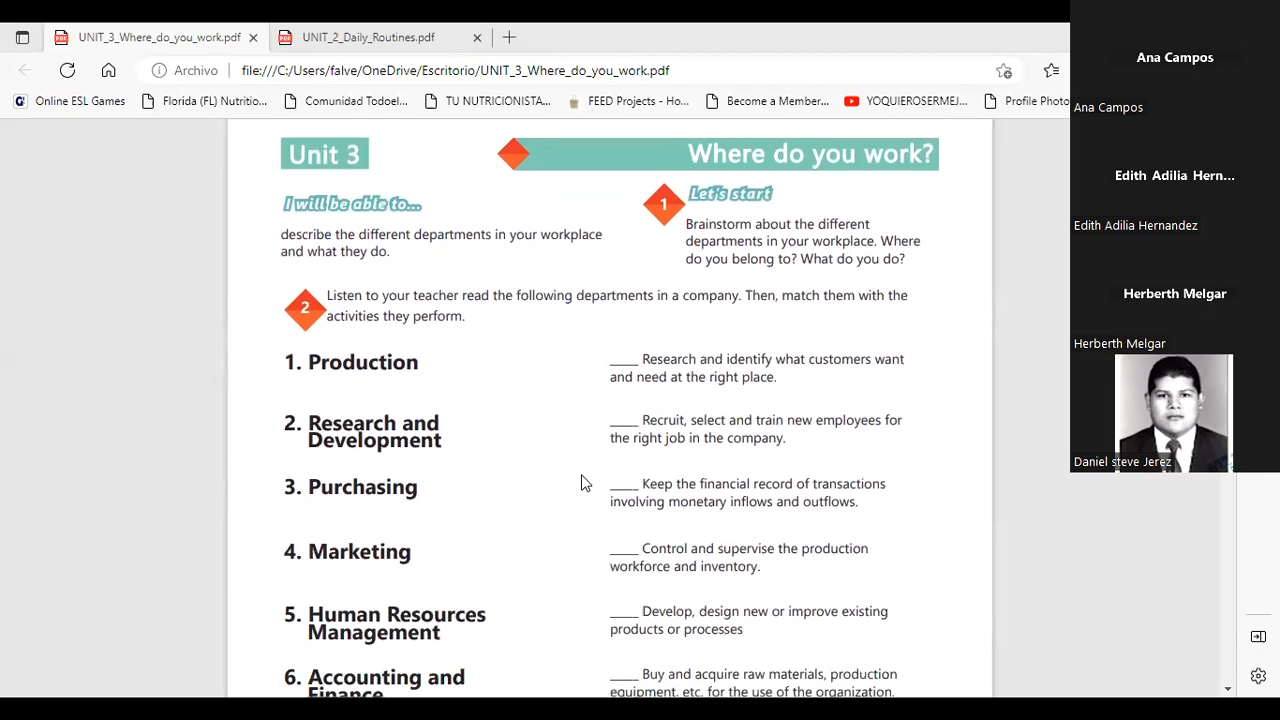 UNIT_3_Where_do_you_work.pdf
UNIT_2_Daily_Routines.pdf
Archivo
file:///C:/Users/falve/OneDrive/Escritorio/UNIT_3_Where_do_you_work.pdf
Online ESL Games
Florida (FL) Nutritio...
Comunidad Todoel...
TU NUTRICIONISTA...
FEED Projects - Ho...
Become a Member...
YOQUIEROSERMEJ...
Profile Photo
Unit 3
Where do you work?
I will be able to...
describe the different departments in your workplace
and what they do.
1
Let's start
Brainstorm about the different
departments in your workplace. Where
do you belong to? What do you do?
2
Listen to your teacher read the following departments in a company. Then, match them with the
activities they perform.
1. Production
____ Research and identify what customers want
and need at the right place.
2. Research and
Development
____ Recruit, select and train new employees for
the right job in the company.
3. Purchasing
____ Keep the financial record of transactions
involving monetary inflows and outflows.
4. Marketing
____ Control and supervise the production
workforce and inventory.
5. Human Resources
Management
____ Develop, design new or improve existing
products or processes
6. Accounting and
Finance
____ Buy and acquire raw materials, production
equipment, etc. for the use of the organization.
Ana Campos
Ana Campos
Edith Adilia Hern...
Edith Adilia Hernandez
Herberth Melgar
Herberth Melgar
Daniel steve Jerez